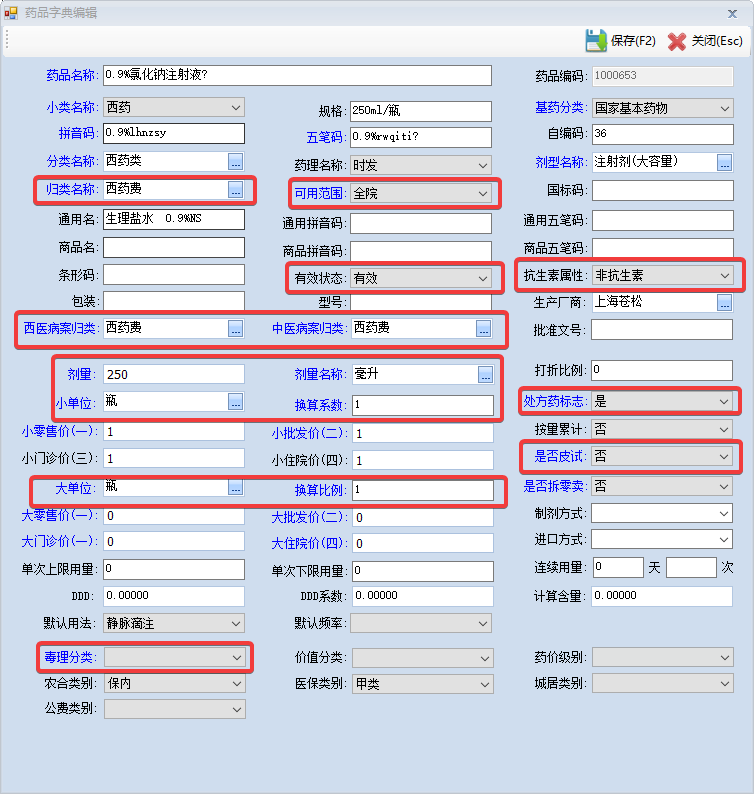 药品字典编辑
保存(F2) 关闭(Esc)
药品名称: 0.9%氯化钠注射液? 药品编码: 1000653
小类名称: 西药 规格: 250ml/瓶 基药分类: 国家基本药物
拼音码: 0.9%lhnzsy 五笔码: 0.9%rwqiti? 自编码: 36
分类名称: 西药类 ... 药理名称: 时发 剂型名称: 注射剂(大容量) ...
归类名称: 西药费 ... 可用范围: 全院 国标码:
通用名: 生理盐水 0.9%NS 通用拼音码: 通用五笔码:
商品名: 商品拼音码: 商品五笔码:
条形码: 有效状态: 有效 抗生素属性: 非抗生素
包装: 型号: 生产厂商: 上海苍松 ...
西医病案归类: 西药费 ... 中医病案归类: 西药费 ... 批准文号:
剂量: 250 剂量名称: 毫升 ... 打折比例: 0
小单位: 瓶 ... 换算系数: 1 处方药标志: 是
小零售价(一): 1 小批发价(二): 1 按量累计: 否
小门诊价(三): 1 小住院价(四): 1 是否皮试: 否
大单位: 瓶 ... 换算比例: 1 是否拆零卖: 否
大零售价(一): 0 大批发价(二): 0 制剂方式:
大门诊价(一): 0 大住院价(四): 0 进口方式:
单次上限用量: 0 单次下限用量: 0 连续用量: 0 天 次
DDD: 0.00000 DDD系数: 0.00000 计算含量: 0.00000
默认用法: 静脉滴注 默认频率:
毒理分类: 价值分类: 药价级别:
农合类别: 保内 医保类别: 甲类 城居类别:
公费类别: